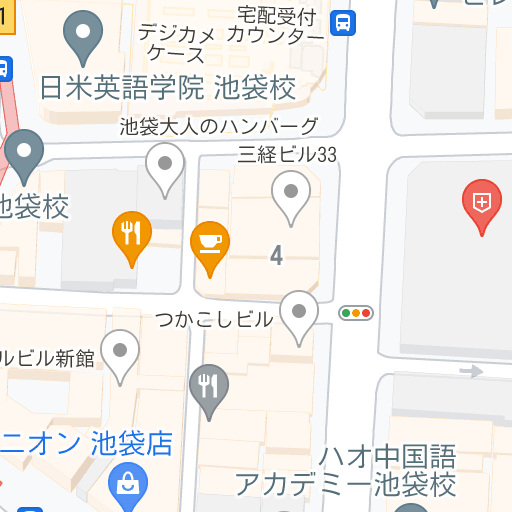 1
宅配受付
カウンター
デジカメ
ケース
日米英語学院 池袋校
池袋大人のハンバーグ
三経ビル33
池袋校
4
つかこしビル
ルビル新館
ニオン 池袋店
ハオ中国語
アカデミー池袋校